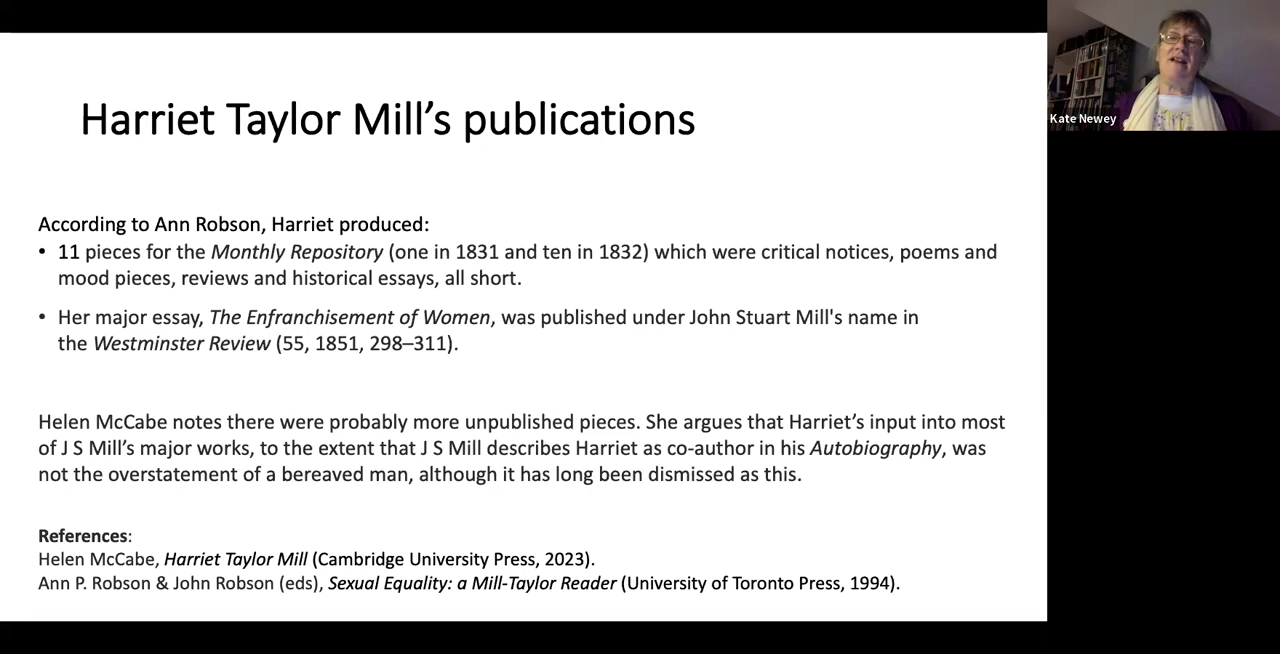 Harriet Taylor Mill’s publications
Kate Newey
According to Ann Robson, Harriet produced:
• 11 pieces for the Monthly Repository (one in 1831 and ten in 1832) which were critical notices, poems and
mood pieces, reviews and historical essays, all short.
• Her major essay, The Enfranchisement of Women, was published under John Stuart Mill's name in
the Westminster Review (55, 1851, 298–311).
Helen McCabe notes there were probably more unpublished pieces. She argues that Harriet’s input into most
of J S Mill’s major works, to the extent that J S Mill describes Harriet as co-author in his Autobiography, was
not the overstatement of a bereaved man, although it has long been dismissed as this.
References:
Helen McCabe, Harriet Taylor Mill (Cambridge University Press, 2023).
Ann P. Robson & John Robson (eds), Sexual Equality: a Mill-Taylor Reader (University of Toronto Press, 1994).